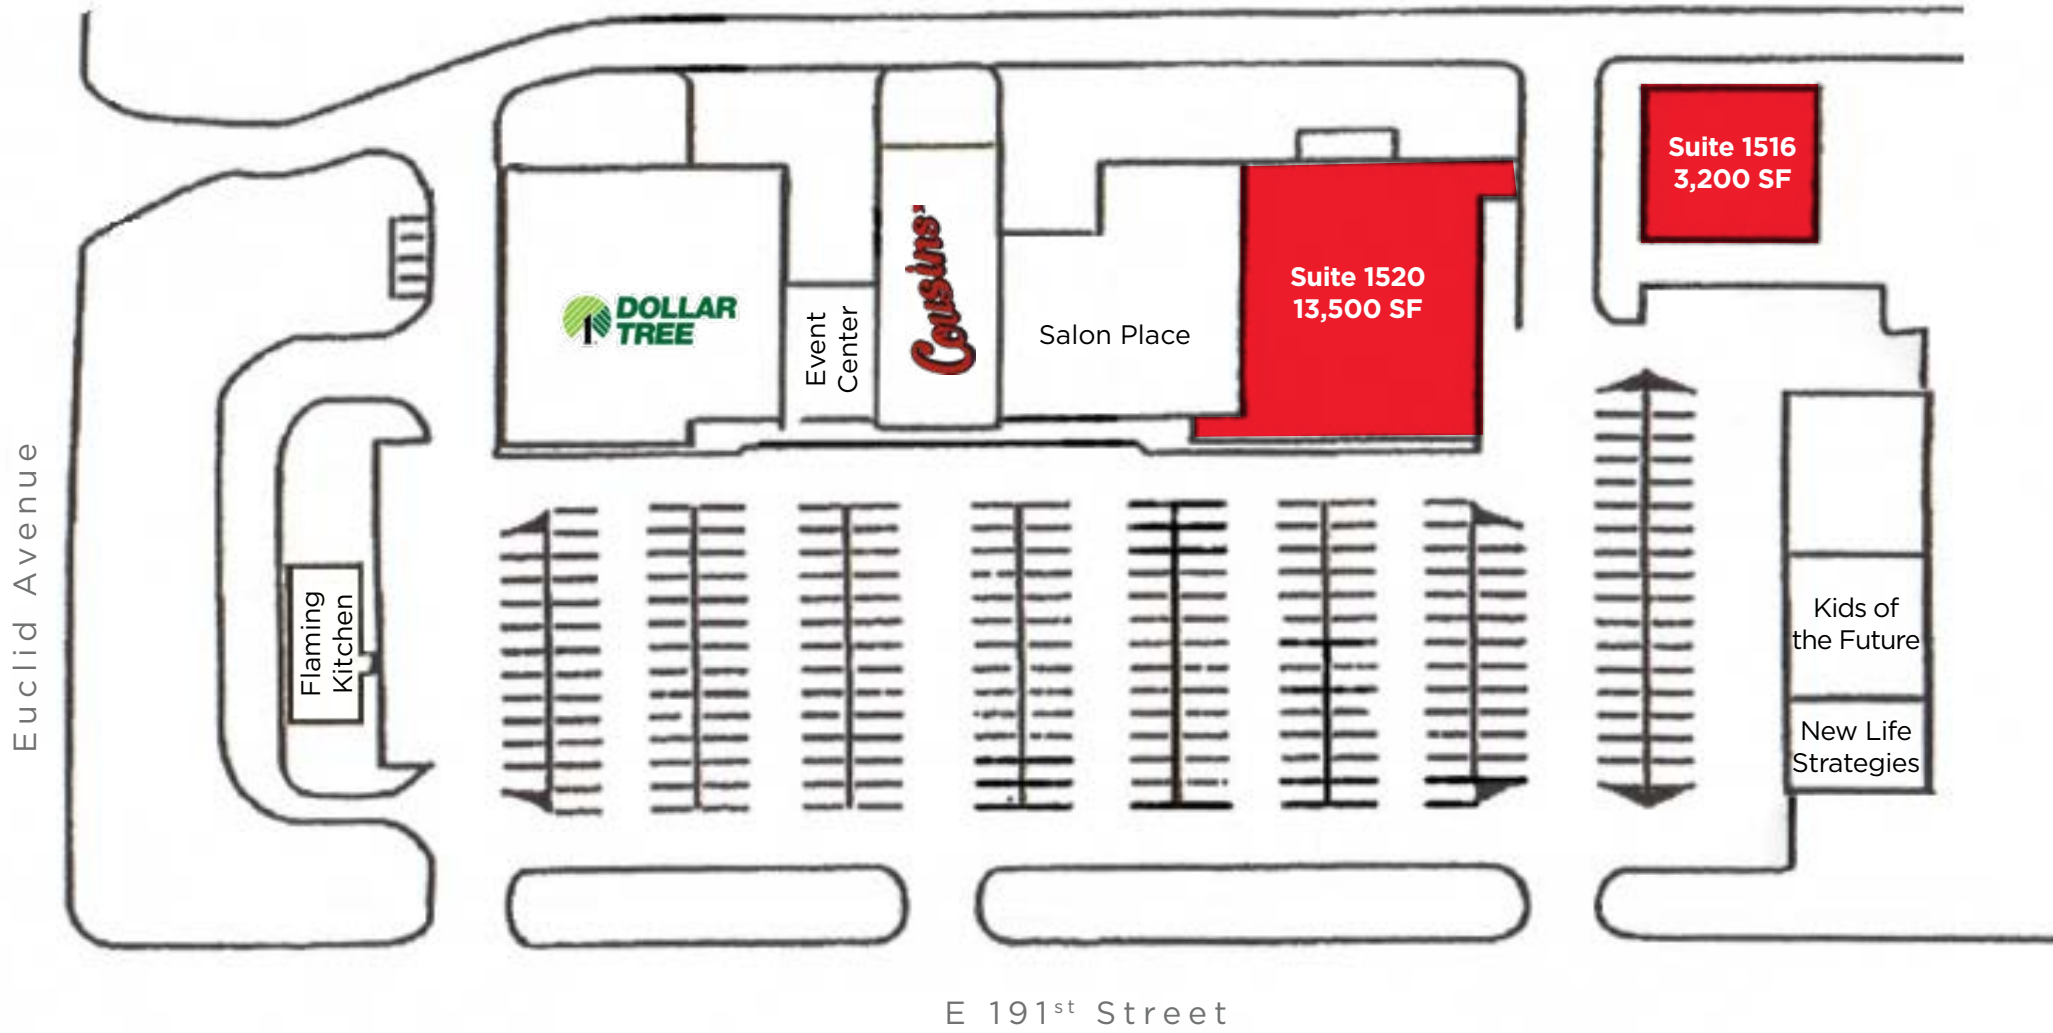 Suite 1516
3,200 SF
Suite 1520
13,500 SF
DOLLAR
TREE
Event
Center
Cousins'
Salon Place
Euclid Avenue
Flaming
Kitchen
Kids of
the Future
New Life
Strategies
E 191st Street